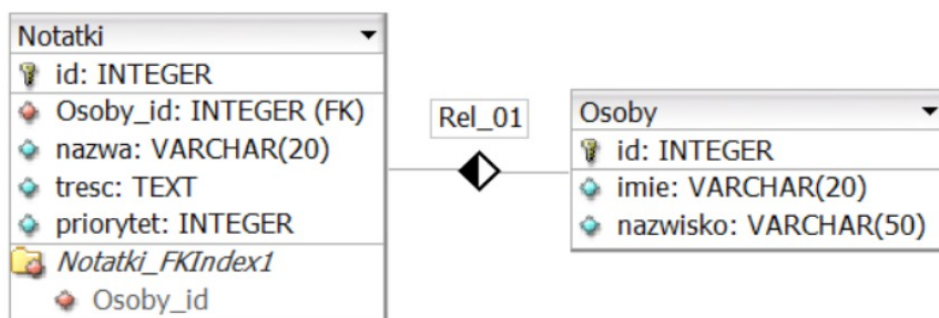 Notatki
id: INTEGER
Osoby_id: INTEGER (FK)
nazwa: VARCHAR(20)
tresc: TEXT
priorytet: INTEGER
Notatki_FKIndex1
Osoby_id
Rel_01
Osoby
id: INTEGER
imie: VARCHAR(20)
nazwisko: VARCHAR(50)